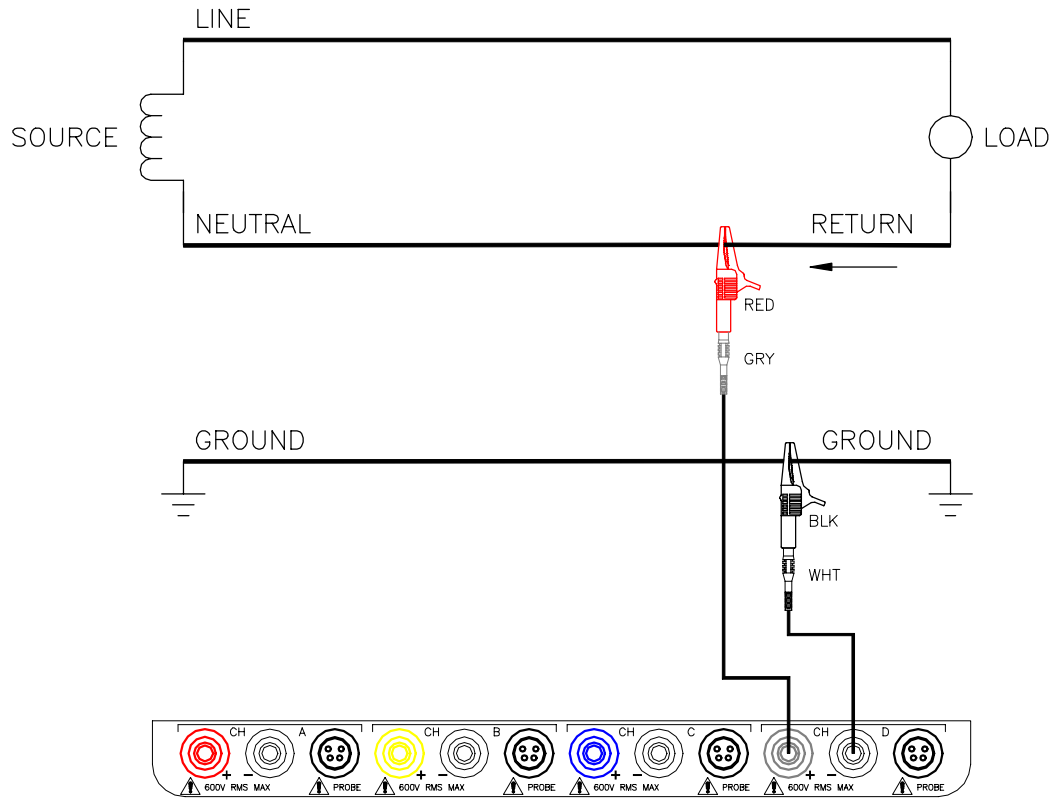 LINE
SOURCE
LOAD
NEUTRAL RETURN
RED
GRY
GROUND GROUND
BLK
WHT
CH A CH B CH C CH D
+ − + − + − + −
! 600V RMS MAX ! PROBE ! 600V RMS MAX ! PROBE ! 600V RMS MAX ! PROBE ! 600V RMS MAX ! PROBE